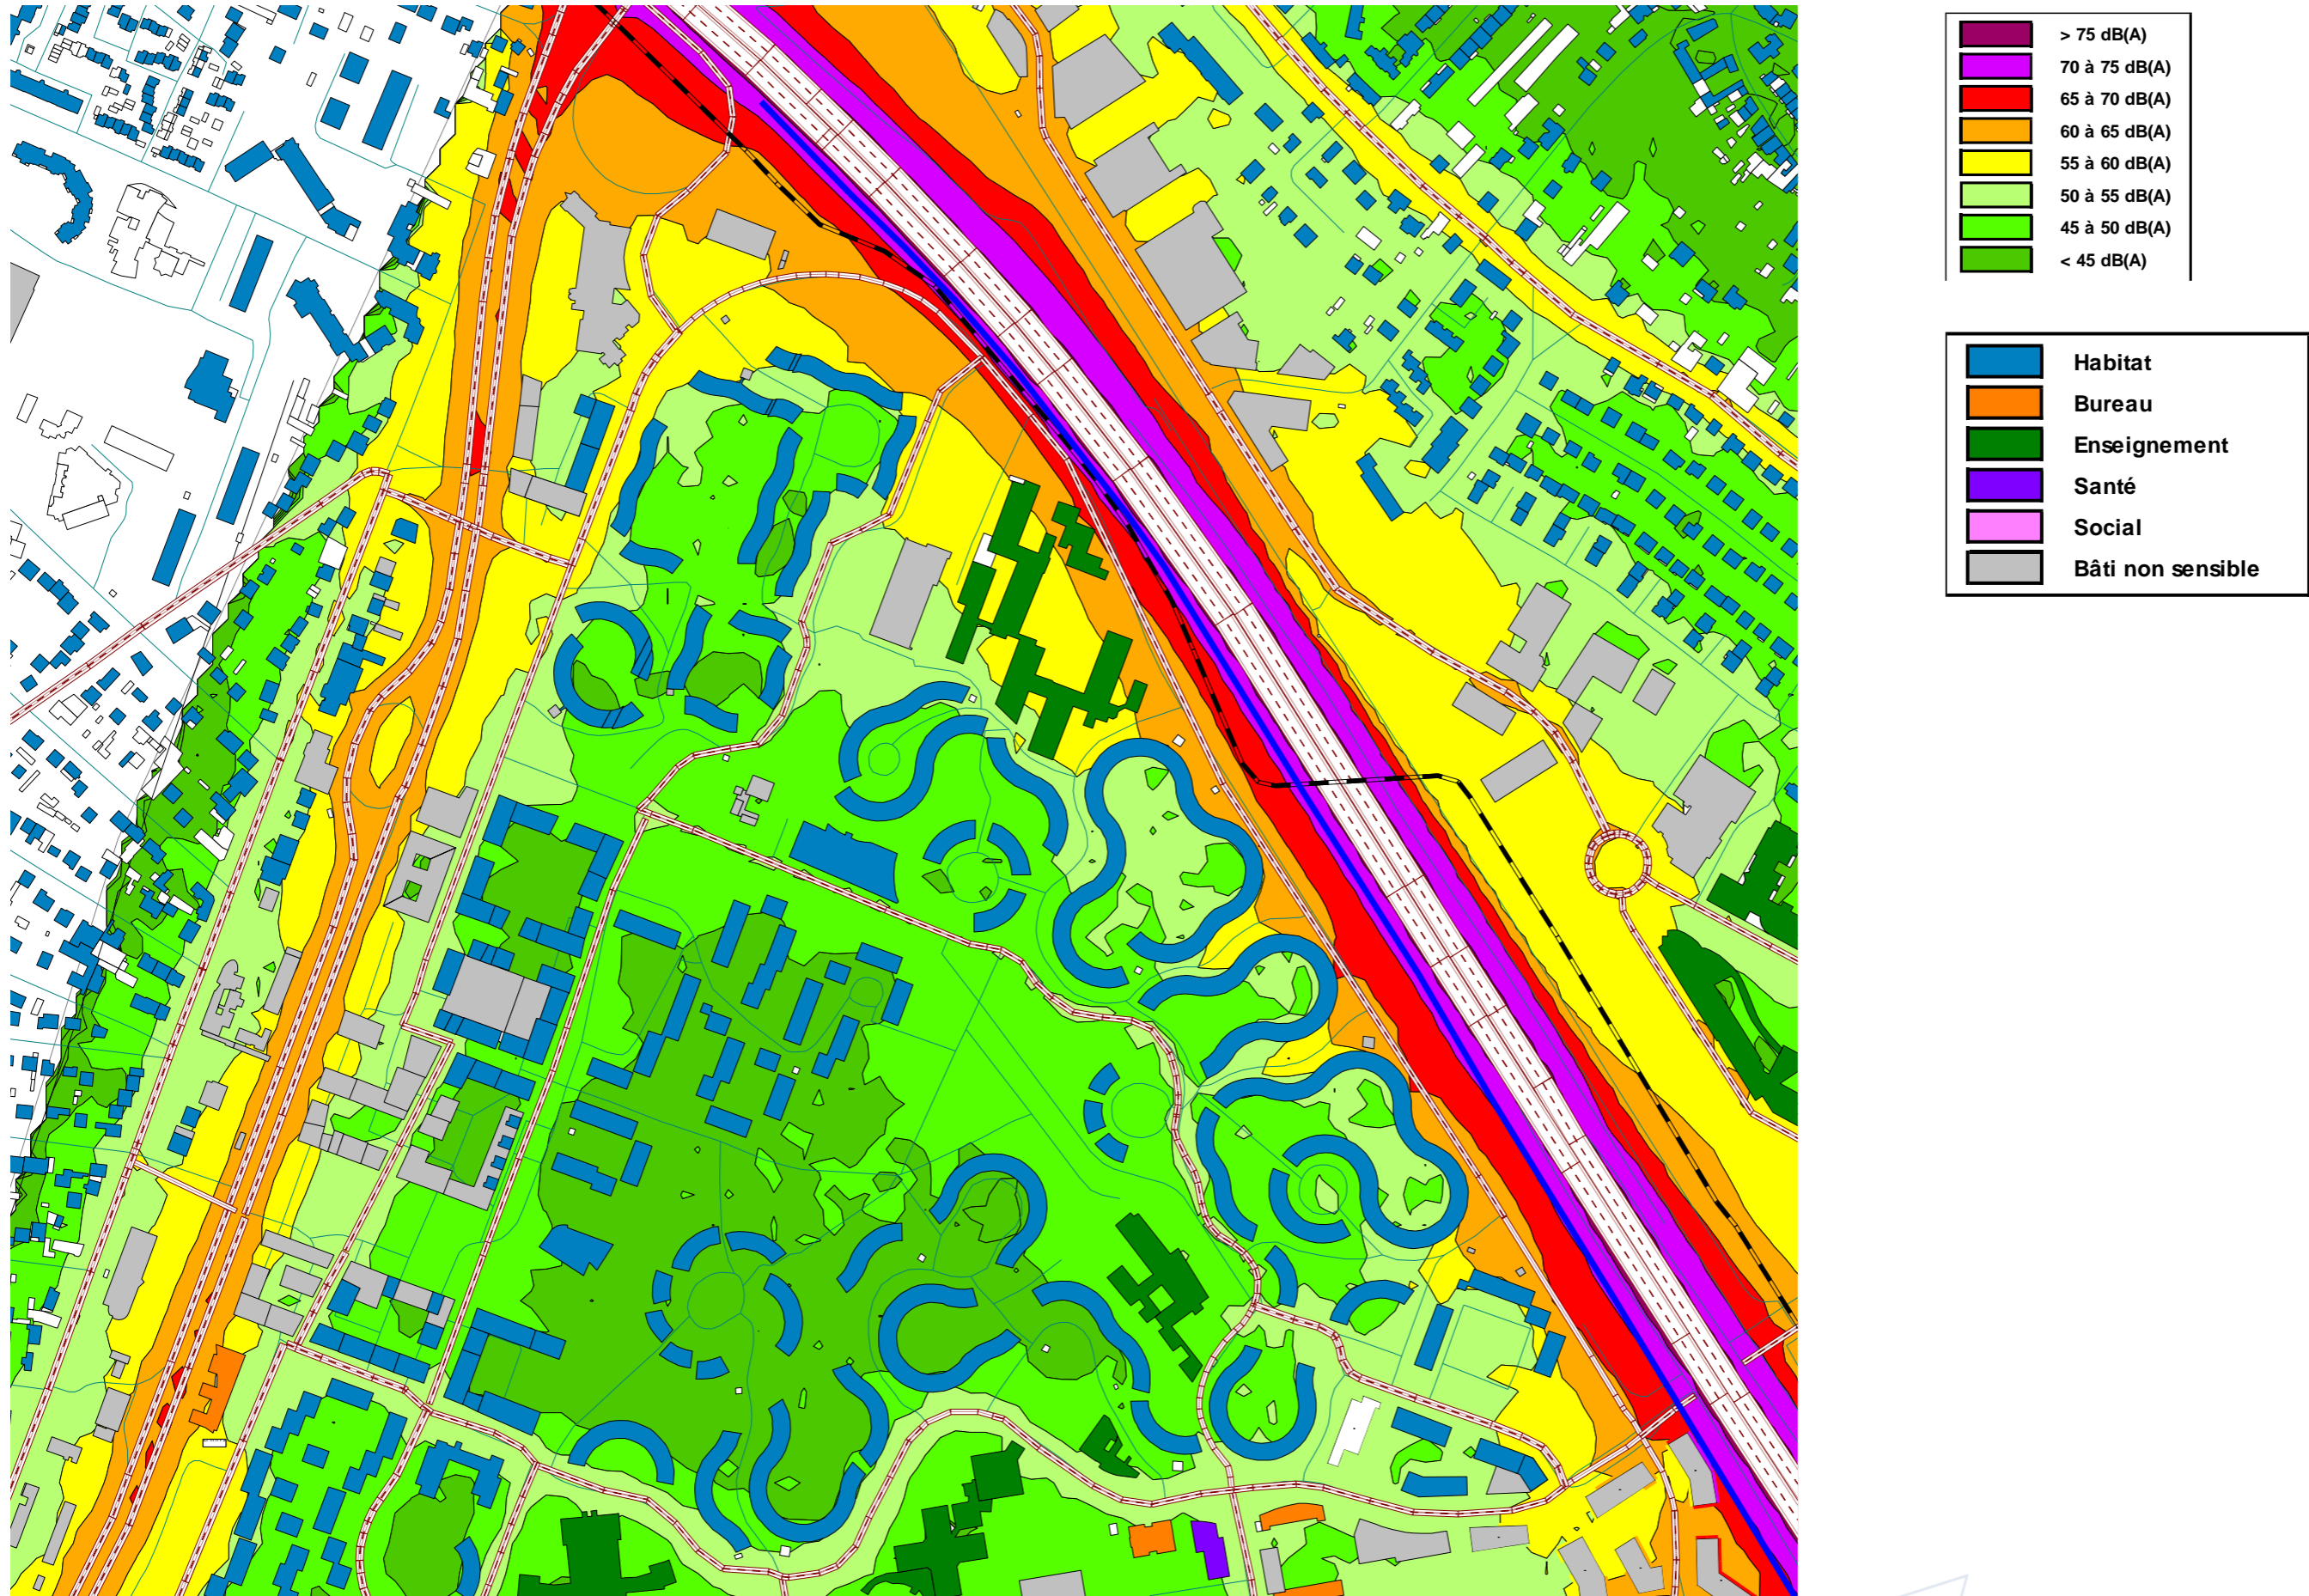 > 75 dB(A)
70 à 75 dB(A)
65 à 70 dB(A)
60 à 65 dB(A)
55 à 60 dB(A)
50 à 55 dB(A)
45 à 50 dB(A)
< 45 dB(A)
Habitat
Bureau
Enseignement
Santé
Social
Bâti non sensible